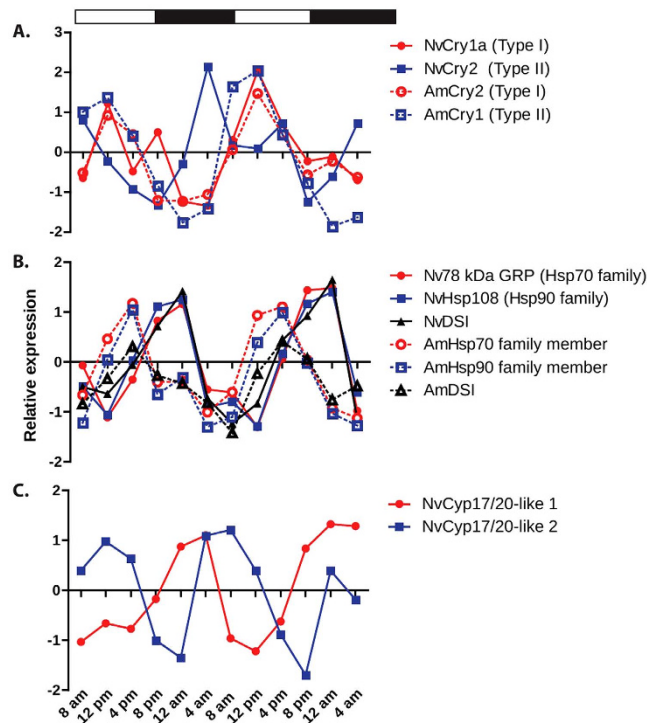 A.
3
2
1
0
-1
-2
NvCry1a (Type I)
NvCry2 (Type II)
AmCry2 (Type I)
AmCry1 (Type II)
B.
Relative expression
2
1
0
-1
-2
Nv78 kDa GRP (Hsp70 family)
NvHsp108 (Hsp90 family)
NvDSI
AmHsp70 family member
AmHsp90 family member
AmDSI
C.
2
1
0
-1
-2
NvCyp17/20-like 1
NvCyp17/20-like 2
8 am
12 pm
4 pm
8 pm
12 am
4 am
8 am
12 pm
4 pm
8 pm
12 am
4 am